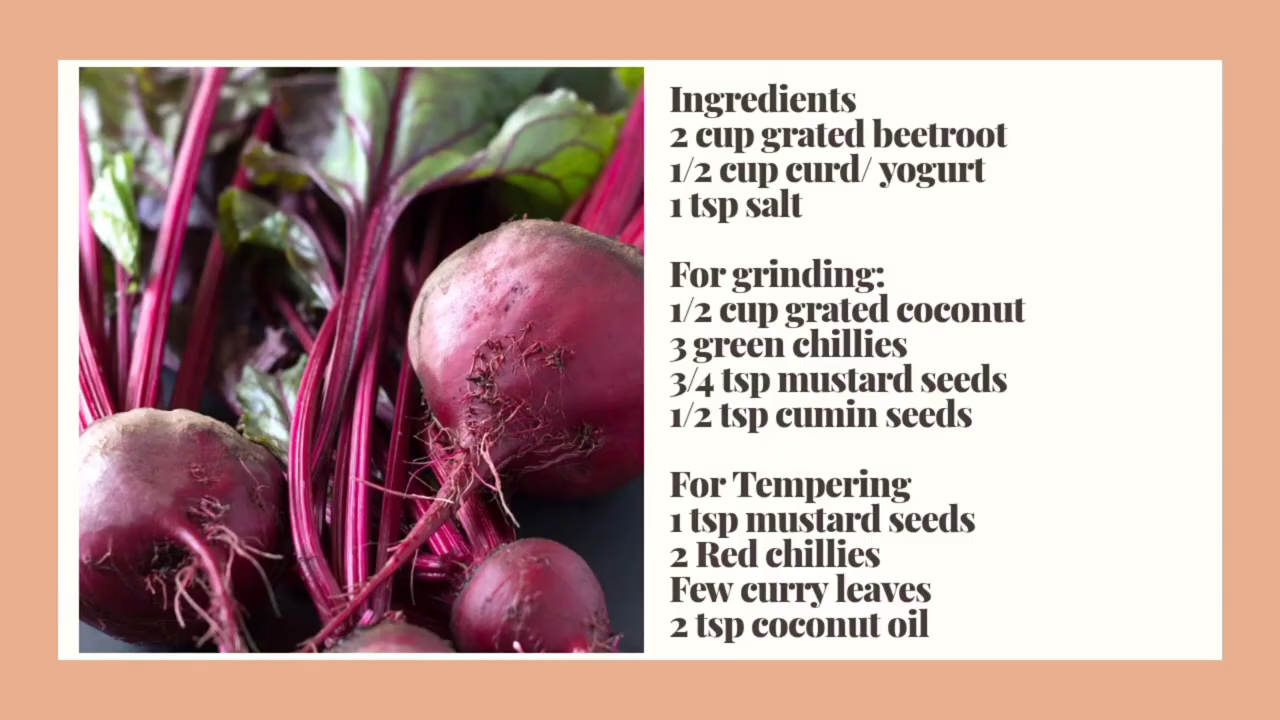 Ingredients
2 cup grated beetroot
1/2 cup curd/ yogurt
1 tsp salt
For grinding:
1/2 cup grated coconut
3 green chillies
3/4 tsp mustard seeds
1/2 tsp cumin seeds
For Tempering
1 tsp mustard seeds
2 Red chillies
Few curry leaves
2 tsp coconut oil